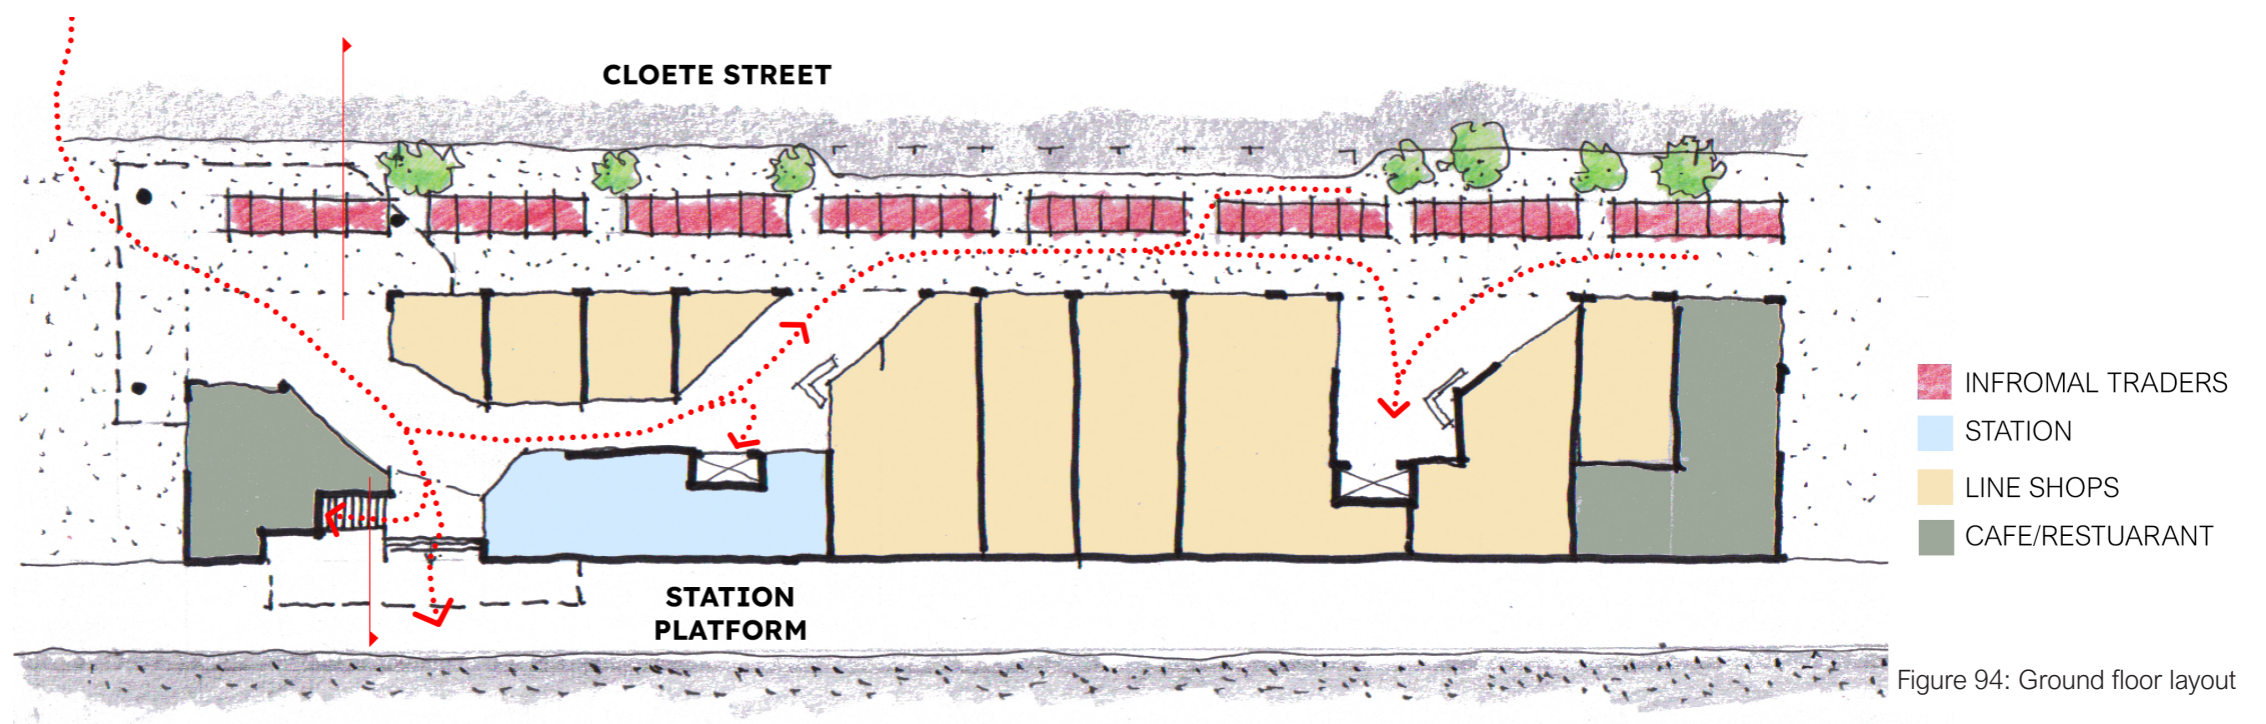 CLOETE STREET
INFROMAL TRADERS
STATION
LINE SHOPS
CAFE/RESTUARANT
STATION
PLATFORM
Figure 94: Ground floor layout